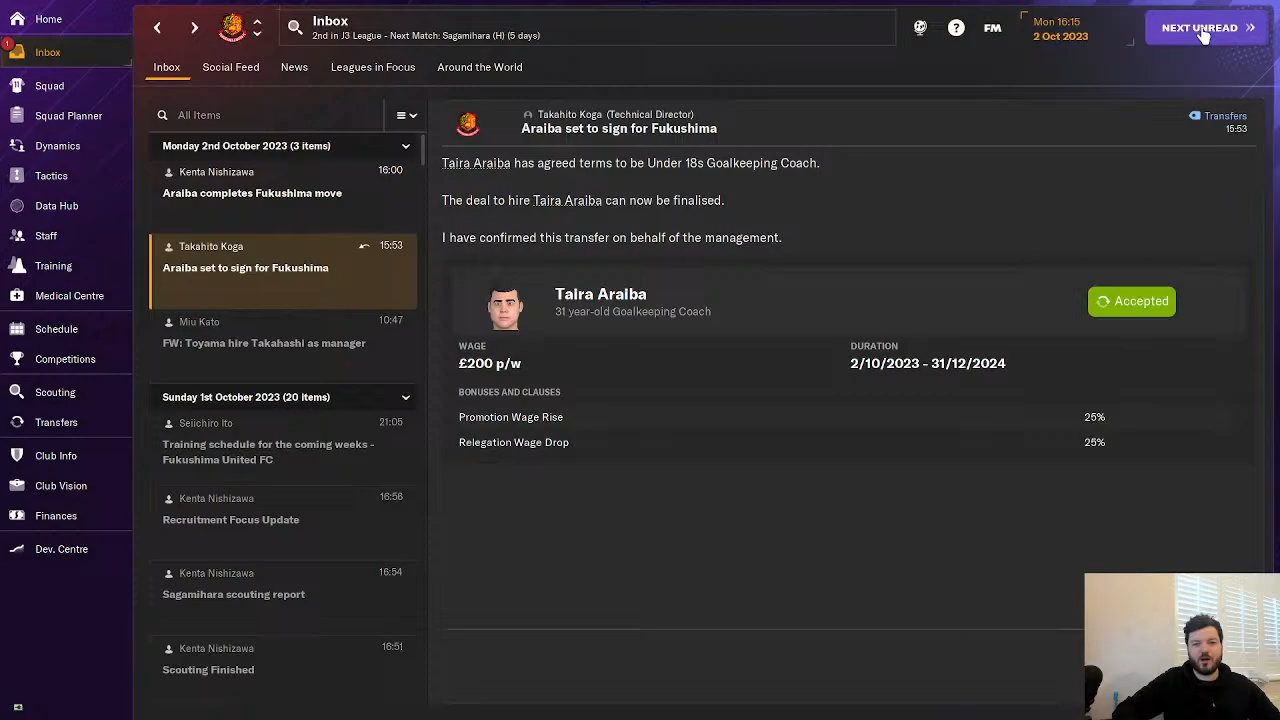 Home
Inbox
1
Squad
Squad Planner
Dynamics
Tactics
Data Hub
Staff
Training
Medical Centre
Schedule
Competitions
Scouting
Transfers
Club Info
Club Vision
Finances
Dev. Centre
Inbox
2nd in J3 League - Next Match: Sagamihara (H) (5 days)
FM
Mon 16:15
2 Oct 2023
NEXT UNREAD
Inbox
Social Feed
News
Leagues in Focus
Around the World
All Items
Monday 2nd October 2023 (3 items)
Kenta Nishizawa 16:00
Araiba completes Fukushima move
Takahito Koga 15:53
Araiba set to sign for Fukushima
Miu Kato 10:47
FW: Toyama hire Takahashi as manager
Sunday 1st October 2023 (20 items)
Seiichiro Ito 21:05
Training schedule for the coming weeks -
Fukushima United FC
Kenta Nishizawa 16:56
Recruitment Focus Update
Kenta Nishizawa 16:54
Sagamihara scouting report
Kenta Nishizawa 16:51
Scouting Finished
Takahito Koga (Technical Director)
Araiba set to sign for Fukushima
Transfers
15:53
Taira Araiba has agreed terms to be Under 18s Goalkeeping Coach.
The deal to hire Taira Araiba can now be finalised.
I have confirmed this transfer on behalf of the management.
Taira Araiba
31 year-old Goalkeeping Coach
Accepted
WAGE
£200 p/w
DURATION
2/10/2023 - 31/12/2024
BONUSES AND CLAUSES
Promotion Wage Rise 25%
Relegation Wage Drop 25%